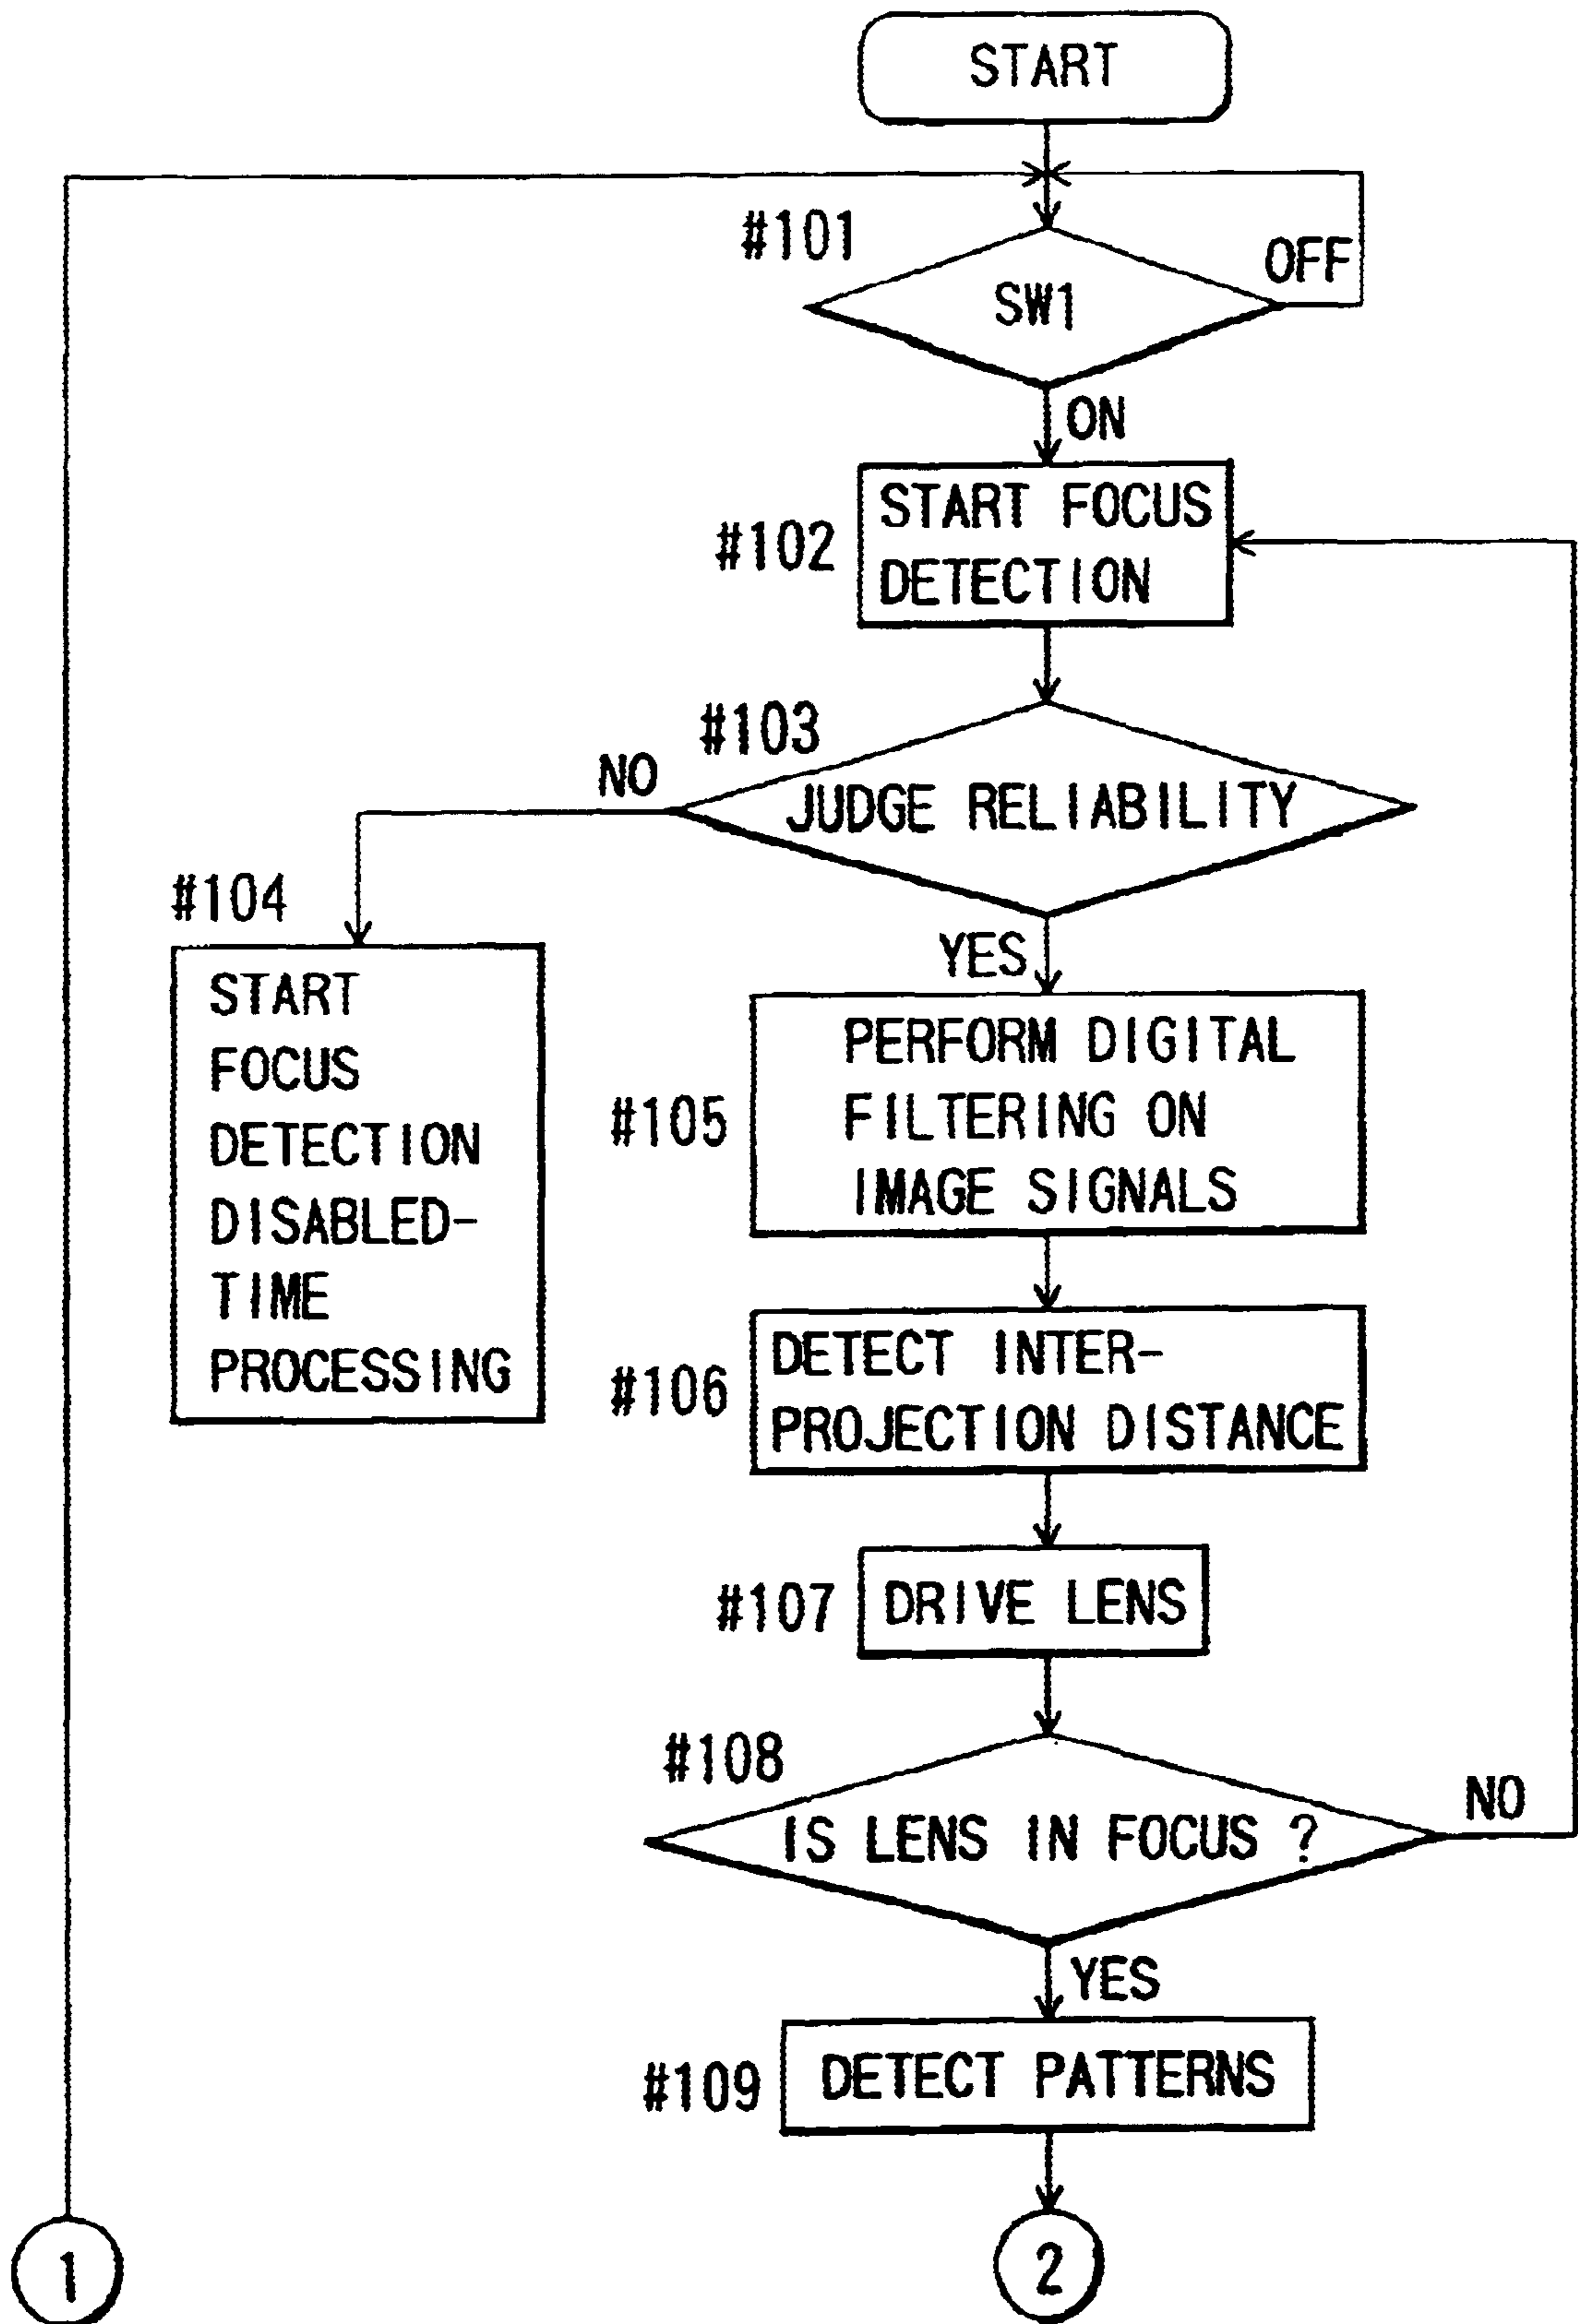 START
#101
OFF
SW1
ON
START FOCUS
#102
DETECTION
#103
NO
JUDGE RELIABILITY
#104
YES
START
FOCUS
DETECTION
DISABLED-
TIME
PROCESSING
PERFORM DIGITAL
#105
FILTERING ON
IMAGE SIGNALS
DETECT INTER-
#106
PROJECTION DISTANCE
#107
DRIVE LENS
#108
NO
IS LENS IN FOCUS ?
YES
#109
DETECT PATTERNS
1
2